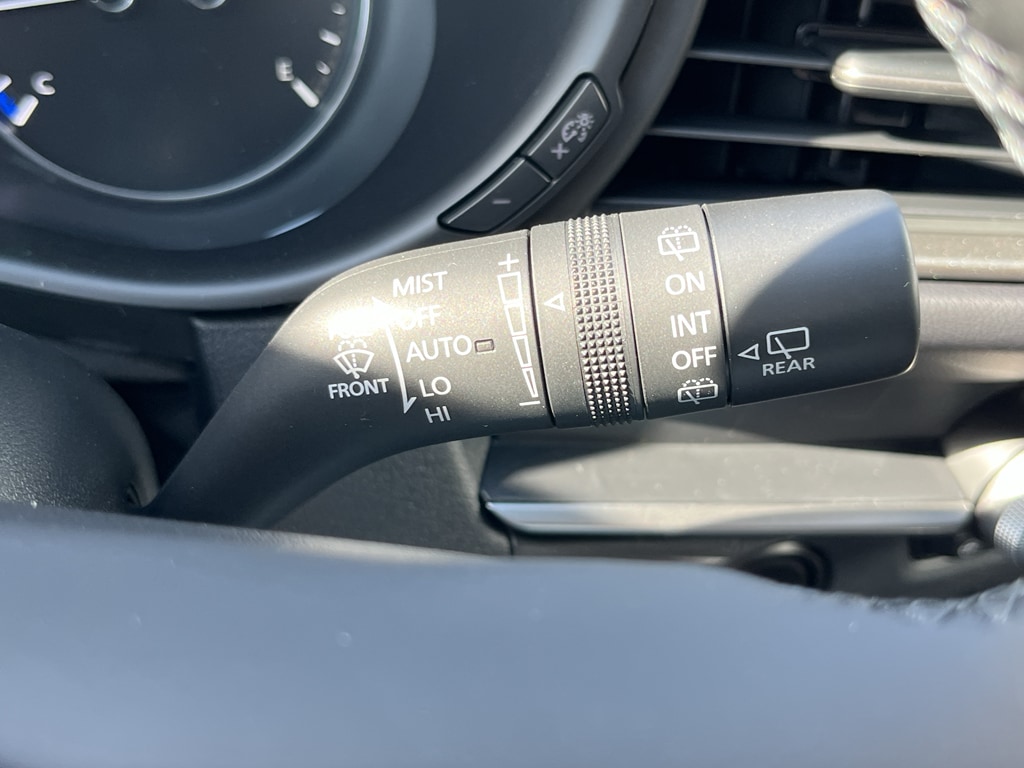 C
E
MIST
OFF
AUTO
LO
HI
FRONT
+
-
ON
INT
OFF
REAR